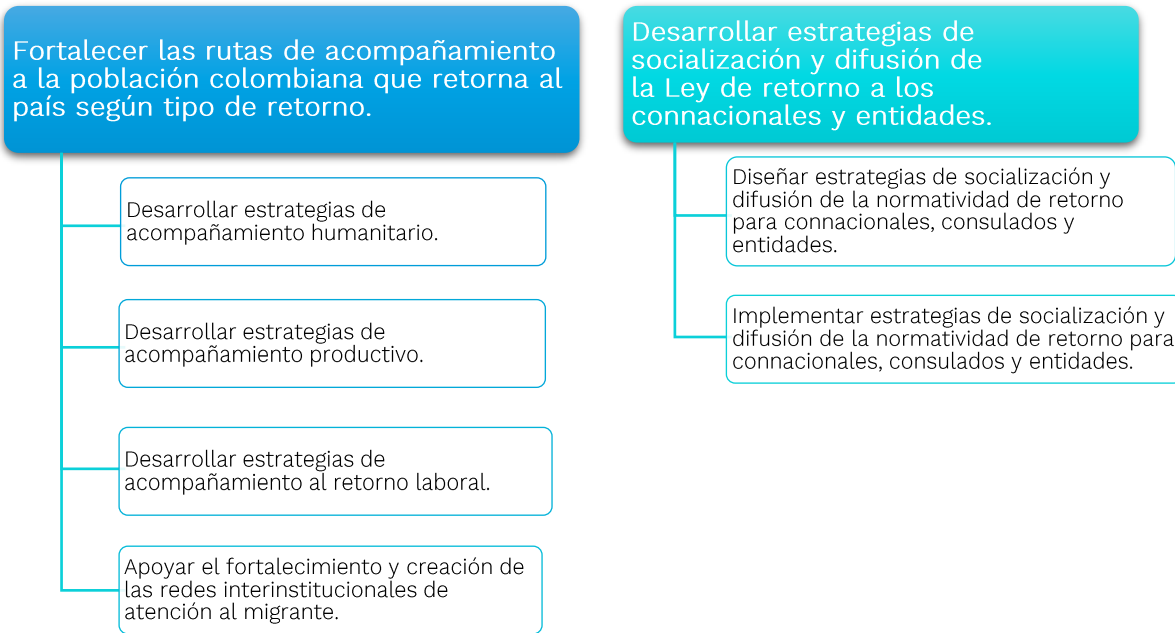 Fortalecer las rutas de acompañamiento
a la población colombiana que retorna al
país según tipo de retorno.
Desarrollar estrategias de
acompañamiento humanitario.
Desarrollar estrategias de
acompañamiento productivo.
Desarrollar estrategias de
acompañamiento al retorno laboral.
Apoyar el fortalecimiento y creación de
las redes interinstitucionales de
atención al migrante.
Desarrollar estrategias de
socialización y difusión de
la Ley de retorno a los
connacionales y entidades.
Diseñar estrategias de socialización y
difusión de la normatividad de retorno
para connacionales, consulados y
entidades.
Implementar estrategias de socialización y
difusión de la normatividad de retorno para
connacionales, consulados y entidades.